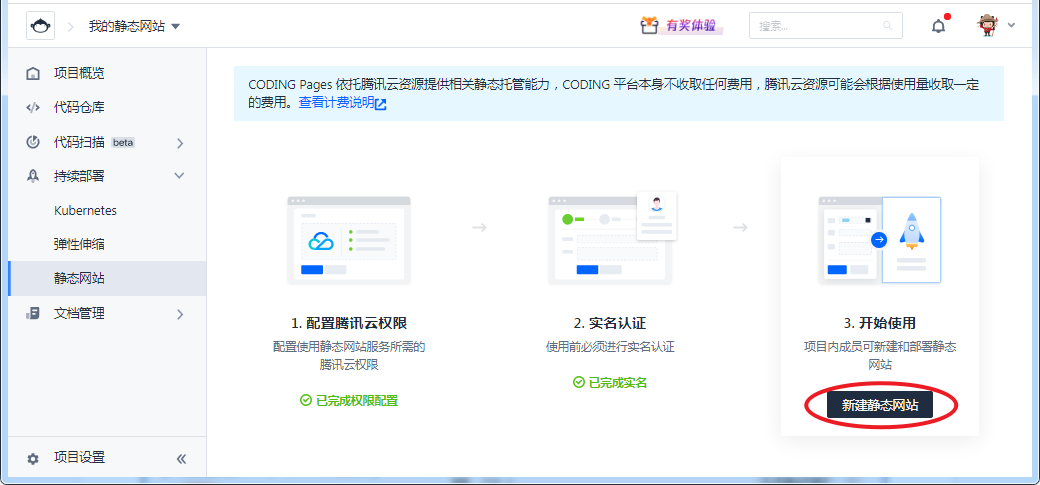 我的静态网站
有奖体验
搜索...
项目概览
代码仓库
代码扫描 beta
持续部署
Kubernetes
弹性伸缩
静态网站
文档管理
项目设置
CODING Pages 依托腾讯云资源提供相关静态托管能力，CODING 平台本身不收取任何费用，腾讯云资源可能会根据使用量收取一定
的费用。查看计费说明
1. 配置腾讯云权限
配置使用静态网站服务所需的
腾讯云权限
已完成权限配置
2. 实名认证
使用前必须进行实名认证
已完成实名
3. 开始使用
项目内成员可新建和部署静态
网站
新建静态网站